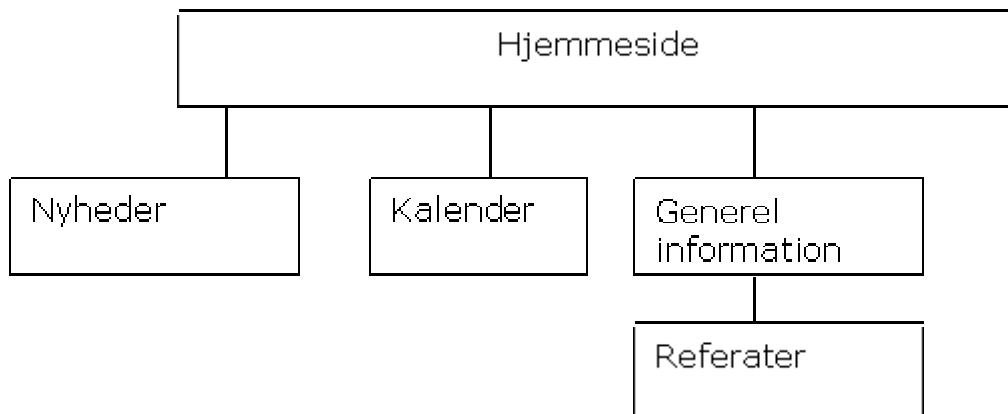 Hjemmeside
Nyheder
Kalender
Generel
information
Referater